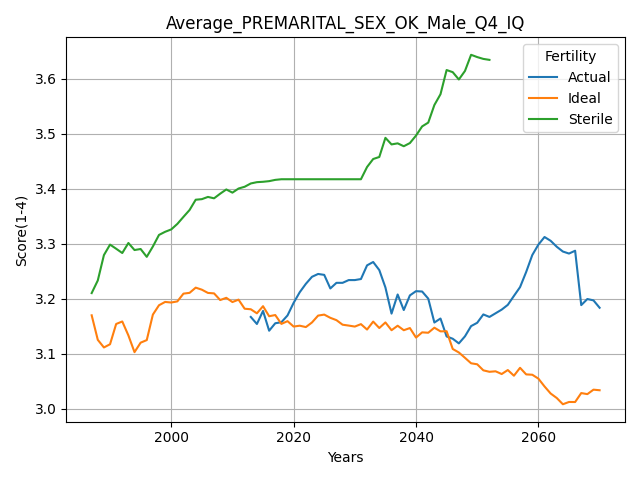 Average_PREMARITAL_SEX_OK_Male_Q4_IQ
Fertility
Actual
Ideal
Sterile
3.6
3.5
3.4
3.3
3.2
3.1
3.0
Score(1-4)
2000 2020 2040 2060
Years